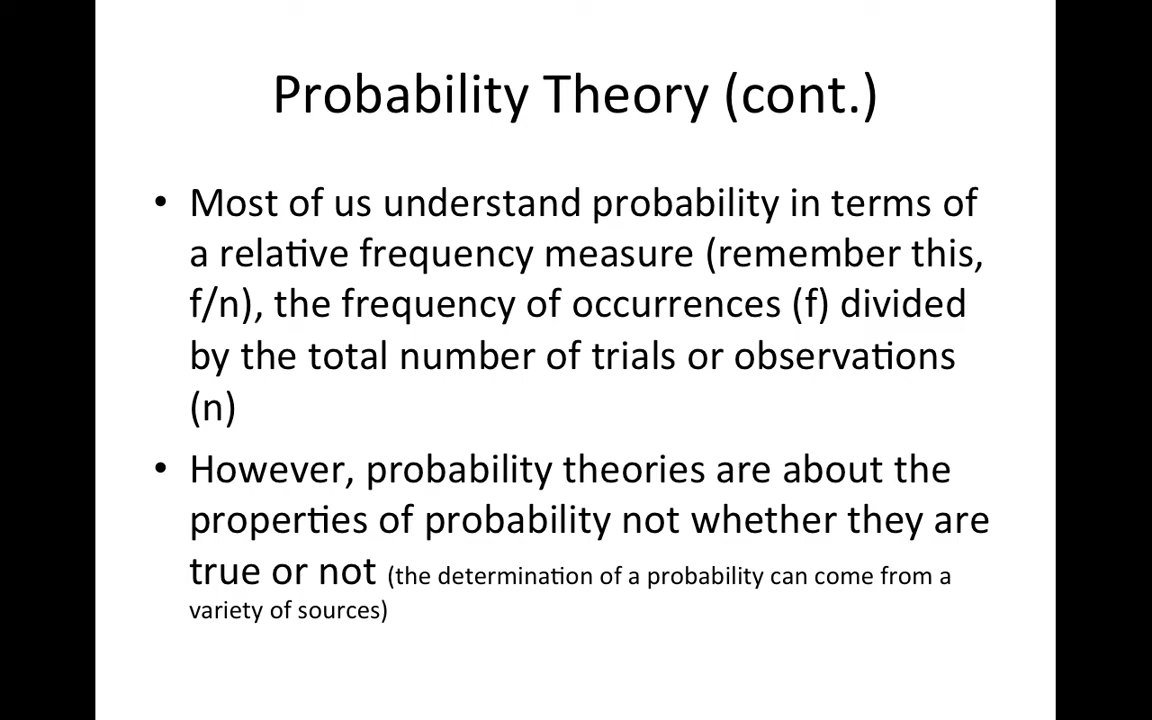 Probability Theory (cont.)
• Most of us understand probability in terms of
a relative frequency measure (remember this,
f/n), the frequency of occurrences (f) divided
by the total number of trials or observations
(n)
• However, probability theories are about the
properties of probability not whether they are
true or not (the determination of a probability can come from a
variety of sources)